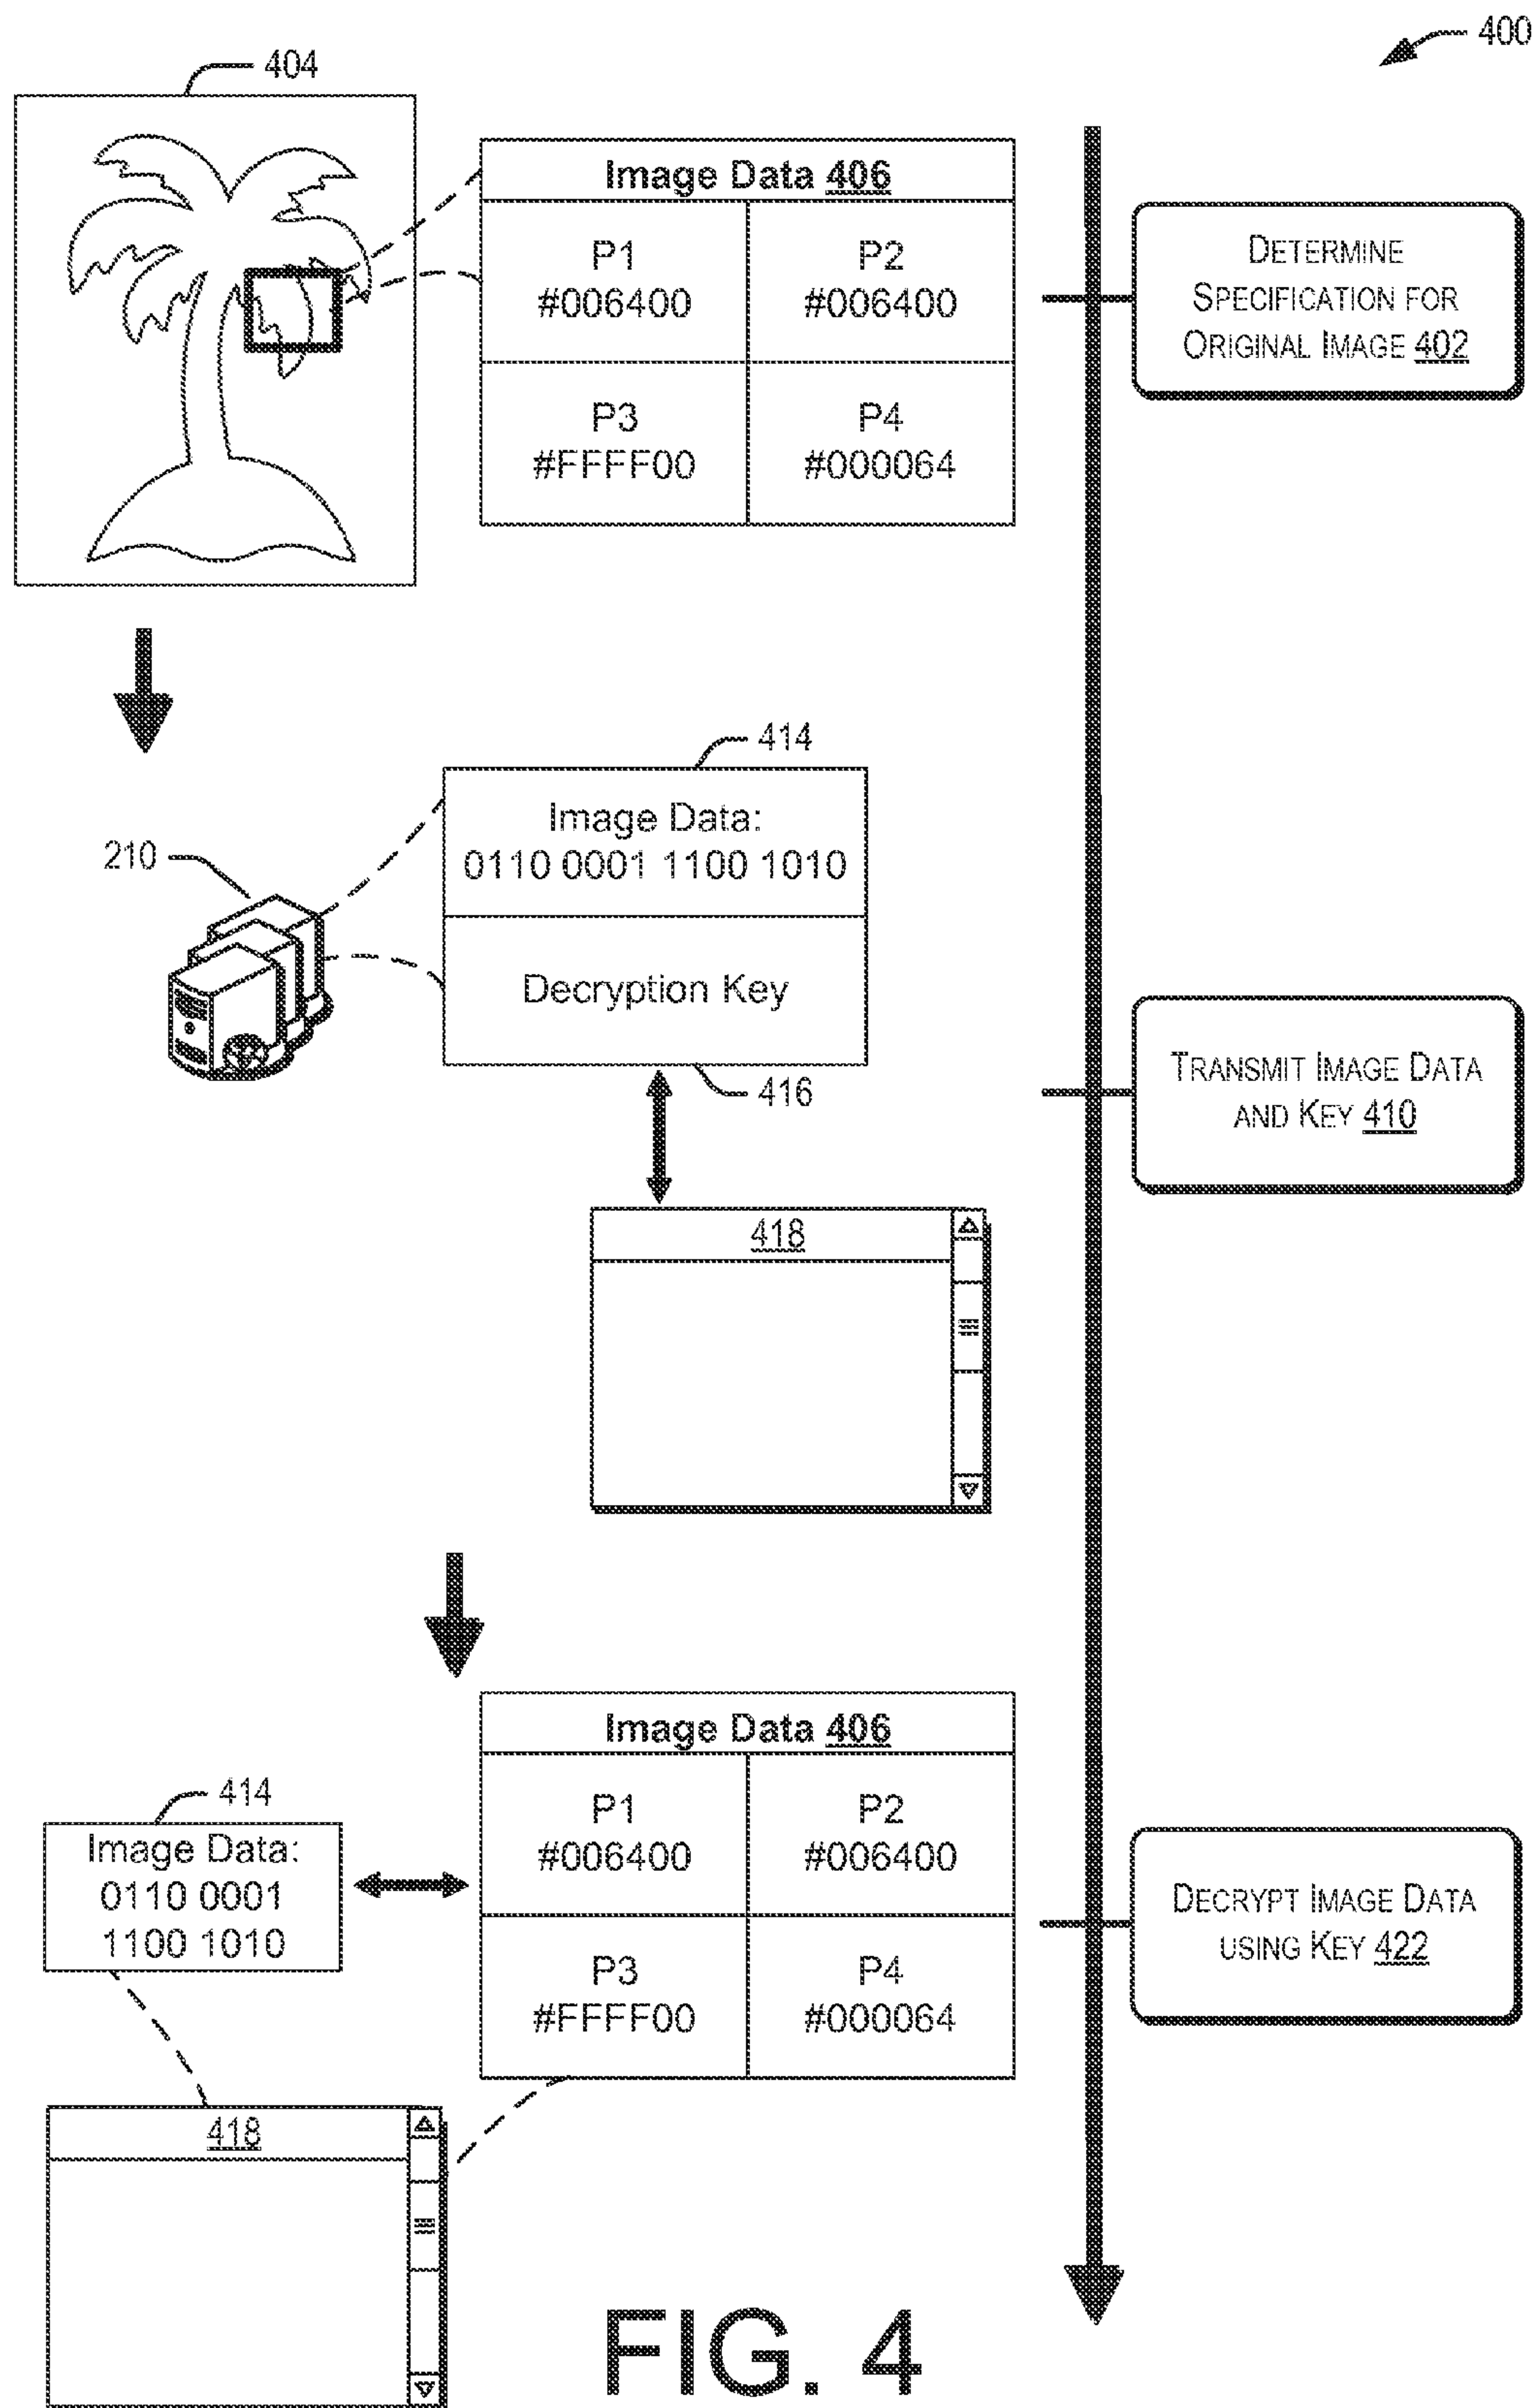 400
404
Image Data 406
P1
#006400
P2
#006400
P3
#FFFF00
P4
#000064
DETERMINE
SPECIFICATION FOR
ORIGINAL IMAGE 402
414
Image Data:
0110 0001 1100 1010
210
Decryption Key
416
TRANSMIT IMAGE DATA
AND KEY 410
418
Image Data 406
P1
#006400
P2
#006400
P3
#FFFF00
P4
#000064
414
Image Data:
0110 0001
1100 1010
DECRYPT IMAGE DATA
USING KEY 422
418
FIG. 4